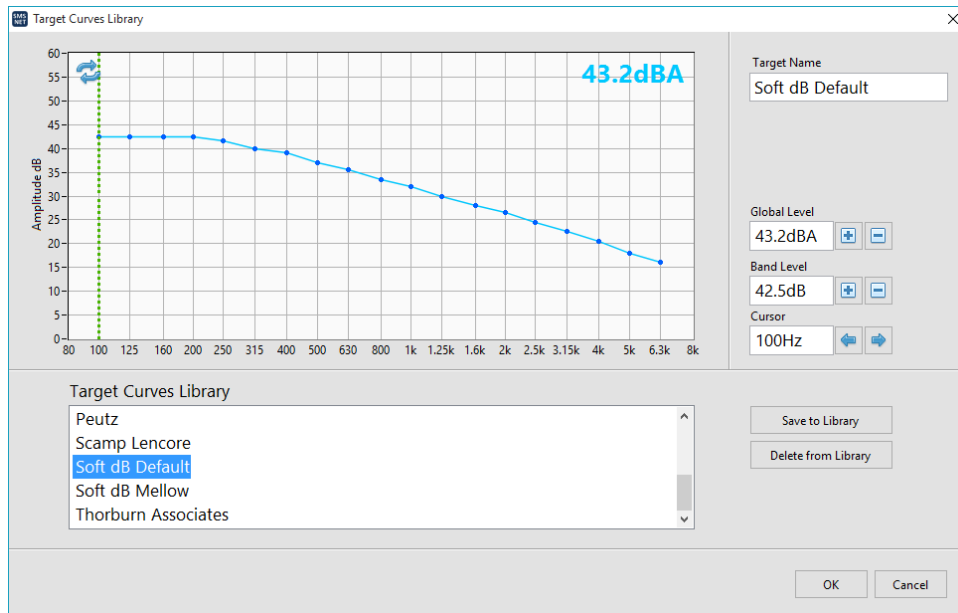 SMS NET Target Curves Library
43.2dBA
60
55
50
45
40
35
30
25
20
15
10
5
0
Amplitude dB
80 100 125 160 200 250 315 400 500 630 800 1k 1.25k 1.6k 2k 2.5k 3.15k 4k 5k 6.3k 8k
Target Name
Soft dB Default
Global Level
43.2dBA
Band Level
42.5dB
Cursor
100Hz
Target Curves Library
Peutz
Scamp Lencore
Soft dB Default
Soft dB Mellow
Thorburn Associates
Save to Library
Delete from Library
OK Cancel